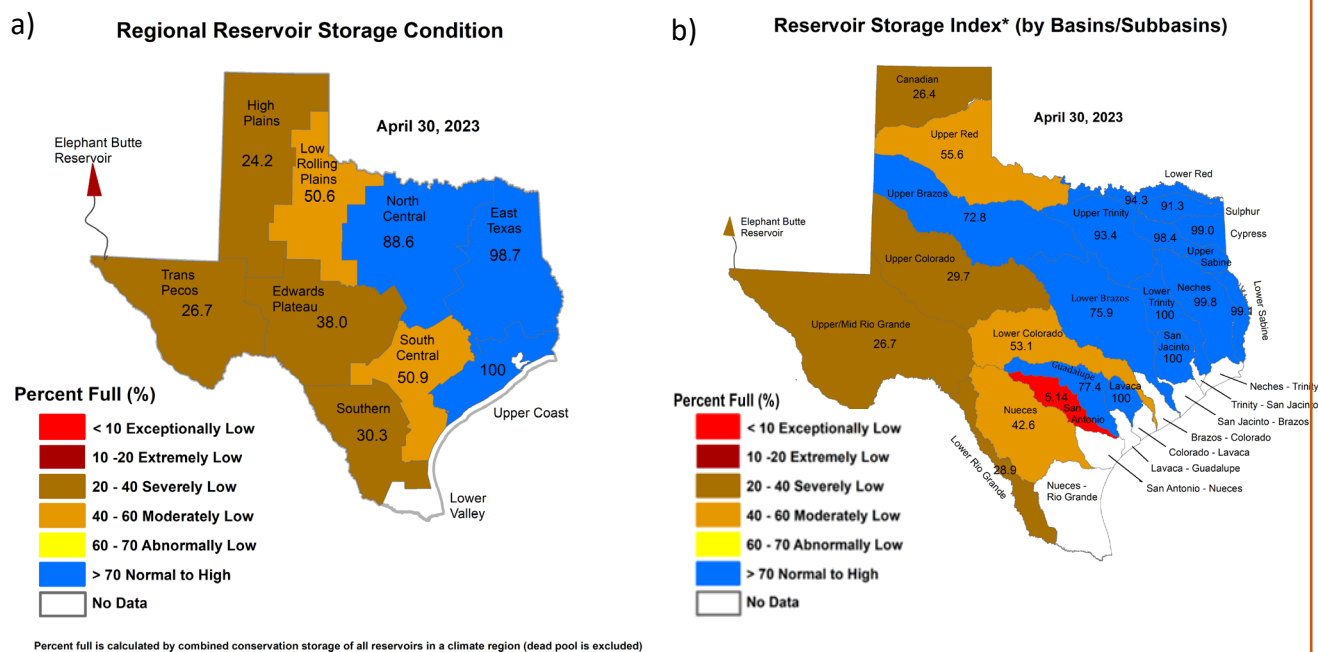 a)
Regional Reservoir Storage Condition
April 30, 2023
Elephant Butte
Reservoir
High
Plains
24.2
Low
Rolling
Plains
50.6
North
Central
88.6
East
Texas
98.7
Trans
Pecos
26.7
Edwards
Plateau
38.0
South
Central
50.9
100
Upper Coast
Southern
30.3
Lower
Valley
Percent Full (%)
< 10 Exceptionally Low
10 -20 Extremely Low
20 - 40 Severely Low
40 - 60 Moderately Low
60 - 70 Abnormally Low
> 70 Normal to High
No Data
Percent full is calculated by combined conservation storage of all reservoirs in a climate region (dead pool is excluded)
b)
Reservoir Storage Index* (by Basins/Subbasins)
April 30, 2023
Canadian
26.4
Upper Red
55.6
Lower Red
94.3
91.3
Sulphur
Upper Brazos
72.8
Upper Trinity
93.4
99.0
Cypress
98.4
Upper
Sabine
Elephant Butte
Reservoir
Upper Colorado
29.7
Lower Brazos
75.9
Lower
Trinity
100
Neches
99.8
99.1
Lower Sabine
Upper/Mid Rio Grande
26.7
Lower Colorado
53.1
San
Jacinto
100
Guadalupe
77.4
Lavaca
100
5.14
San
Antonio
Nueces
42.6
28.9
Lower Rio Grande
Nueces -
Rio Grande
Neches - Trinity
Trinity - San Jacinto
San Jacinto - Brazos
Brazos - Colorado
Colorado - Lavaca
Lavaca - Guadalupe
San Antonio - Nueces
Percent Full (%)
< 10 Exceptionally Low
10 -20 Extremely Low
20 - 40 Severely Low
40 - 60 Moderately Low
60 - 70 Abnormally Low
> 70 Normal to High
No Data